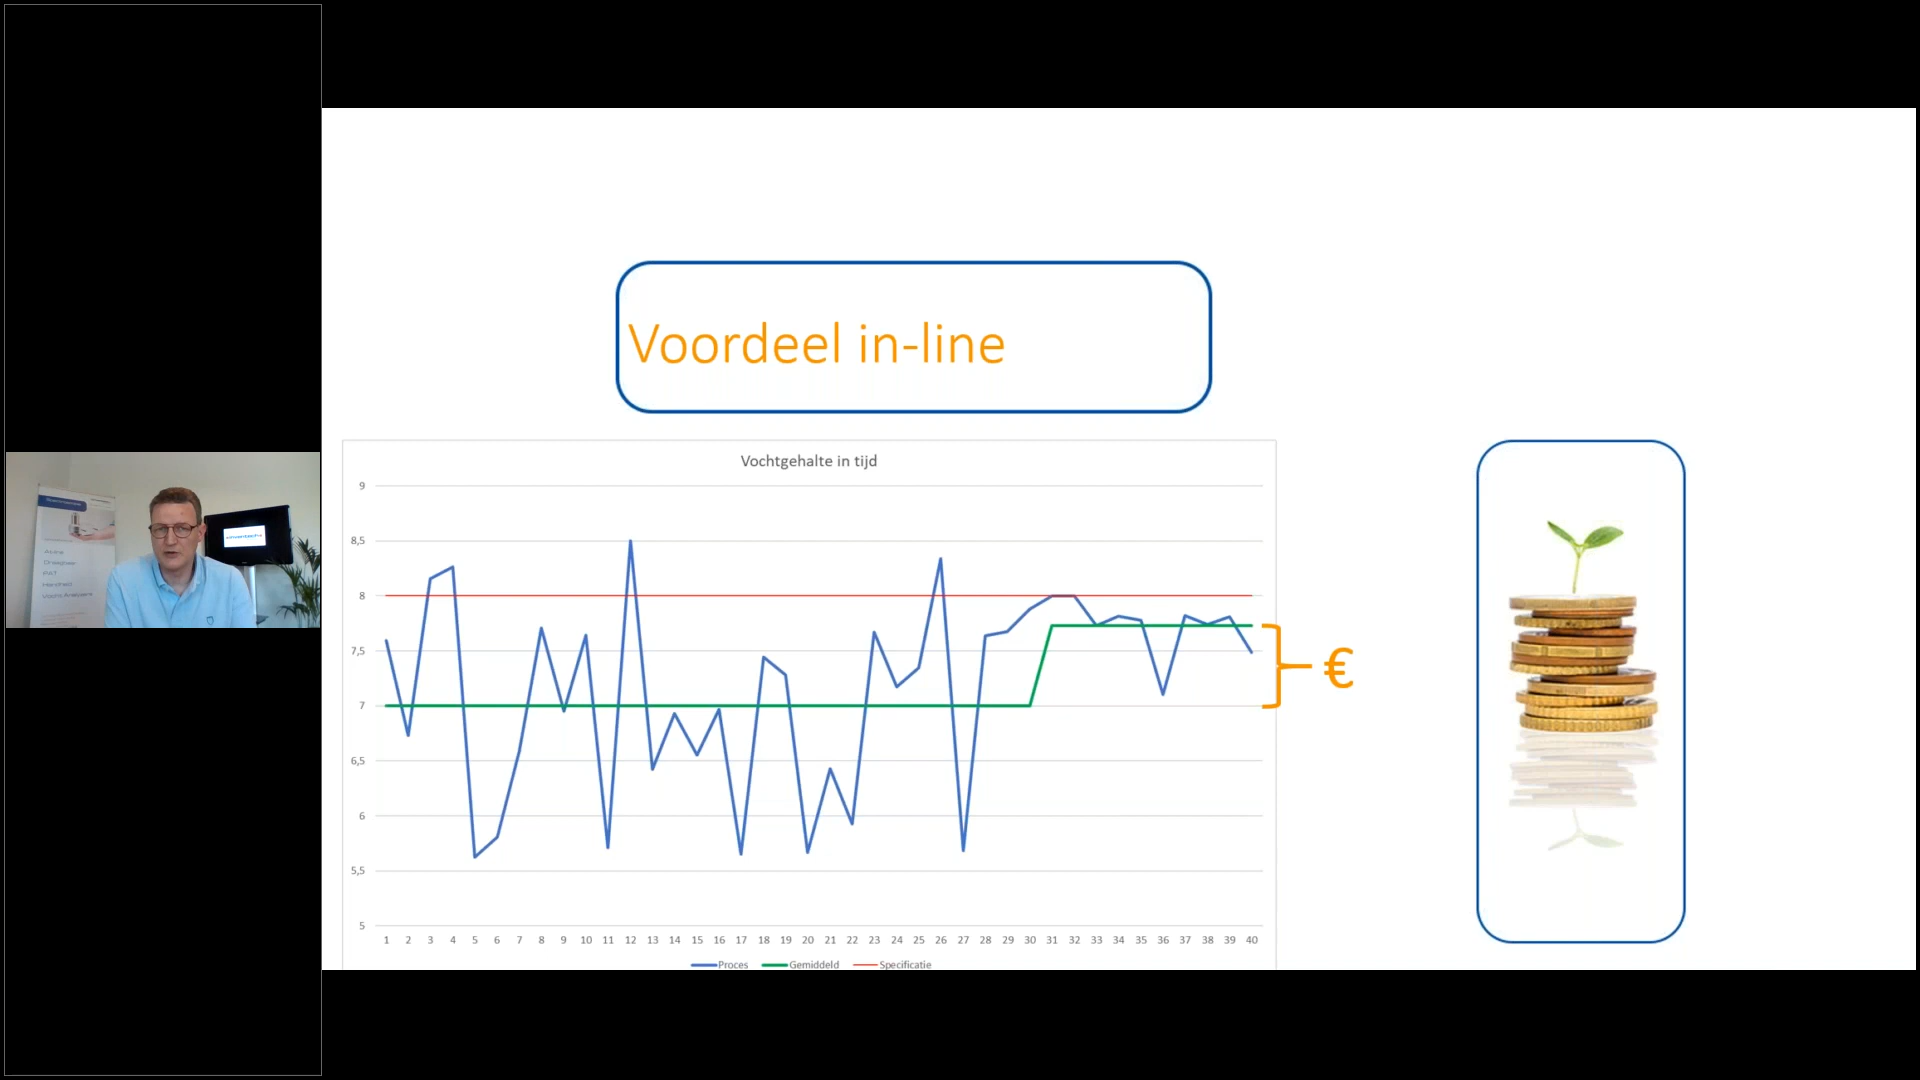 Voordeel in-line
Vochtgehalte in tijd
9
8,5
8
7,5
7
6,5
6
5,5
5
1 2 3 4 5 6 7 8 9 10 11 12 13 14 15 16 17 18 19 20 21 22 23 24 25 26 27 28 29 30 31 32 33 34 35 36 37 38 39 40
Proces Gemiddeld Specificatie
€